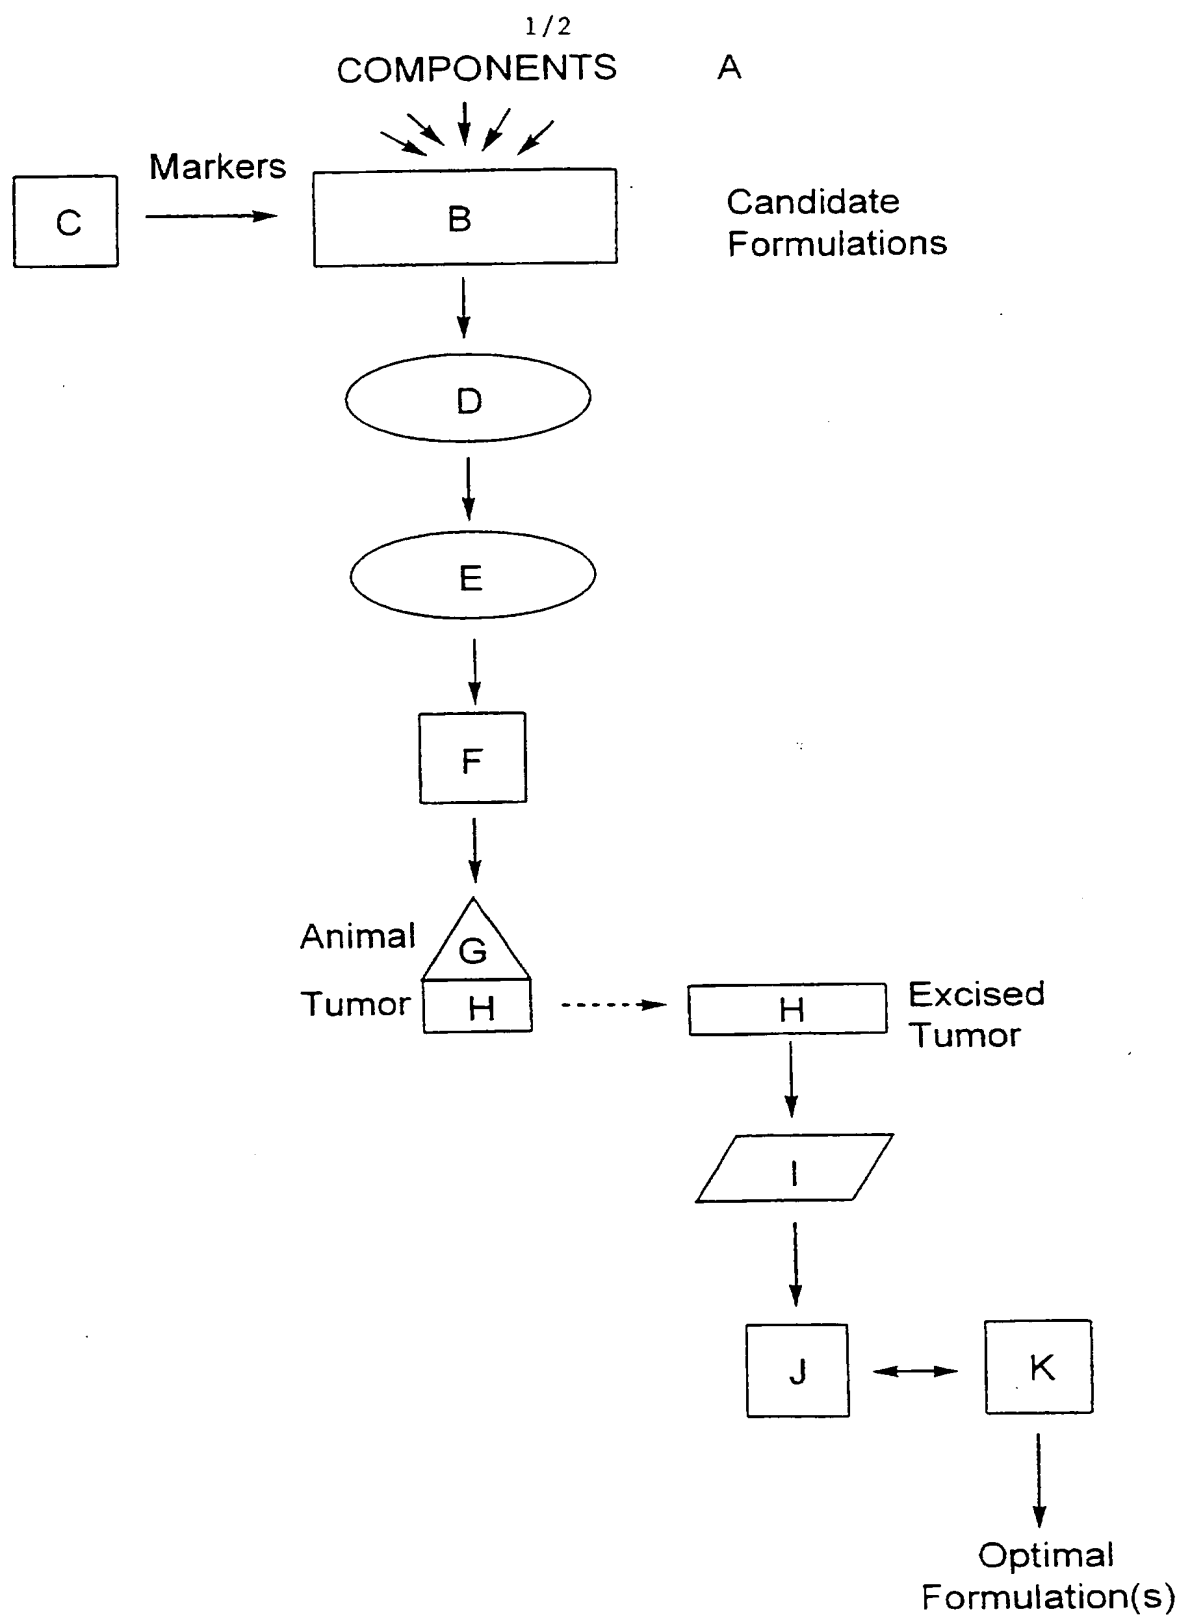 1/2
COMPONENTS A
Markers
C
B
Candidate
Formulations
D
E
F
Animal
G
Tumor
H
H
Excised
Tumor
I
J
K
Optimal
Formulation(s)